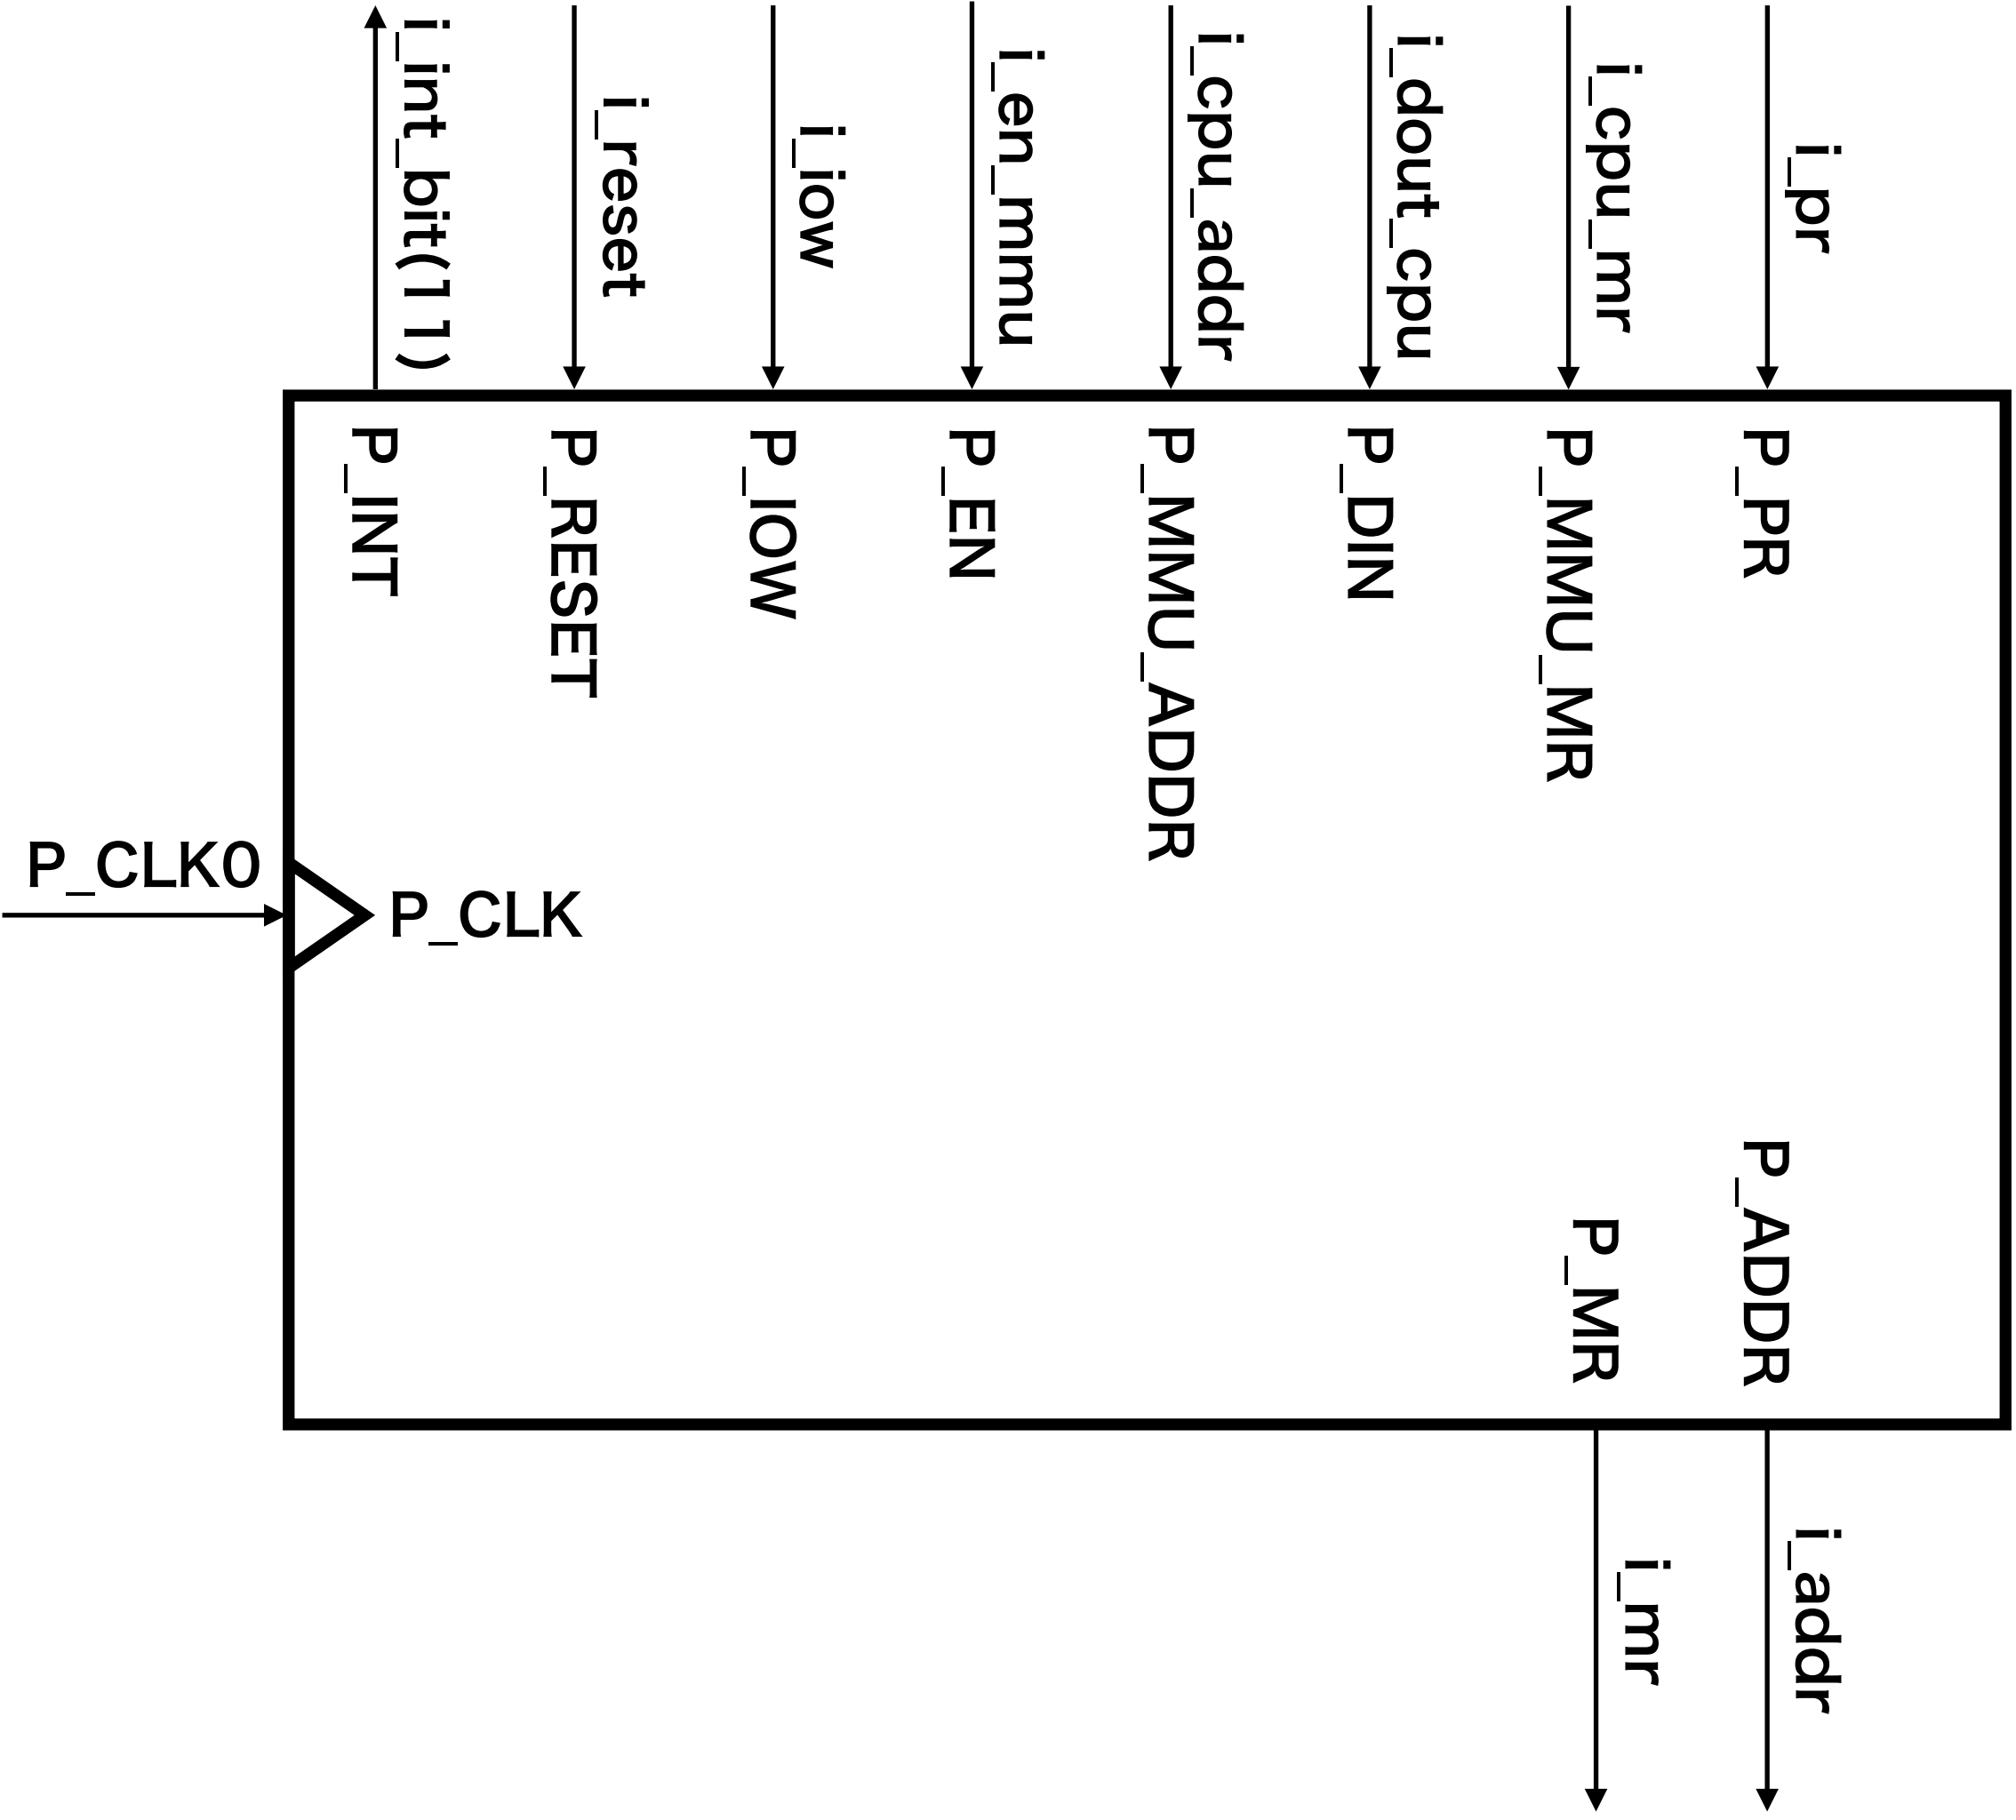 i_int_bit(11)
i_reset
i_iow
i_en_mmu
i_cpu_addr
i_dout_cpu
i_cpu_mr
i_pr
P_INT
P_RESET
P_IOW
P_EN
P_MMU_ADDR
P_DIN
P_MMU_MR
P_PR
P_CLK0
P_CLK
P_MR
P_ADDR
i_mr
i_addr